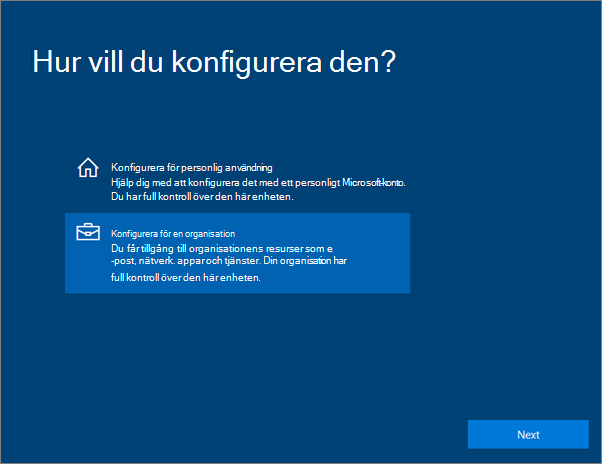 Hur vill du konfigurera den?
Konfigurera för personlig användning
Hjälp dig med att konfigurera det med ett personligt Microsoft-konto.
Du har full kontroll över den här enheten.
Konfigurera för en organisation
Du får tillgång till organisationens resurser som e
-post, nätverk. appar och tjänster. Din organisation har
full kontroll över den här enheten.
Next